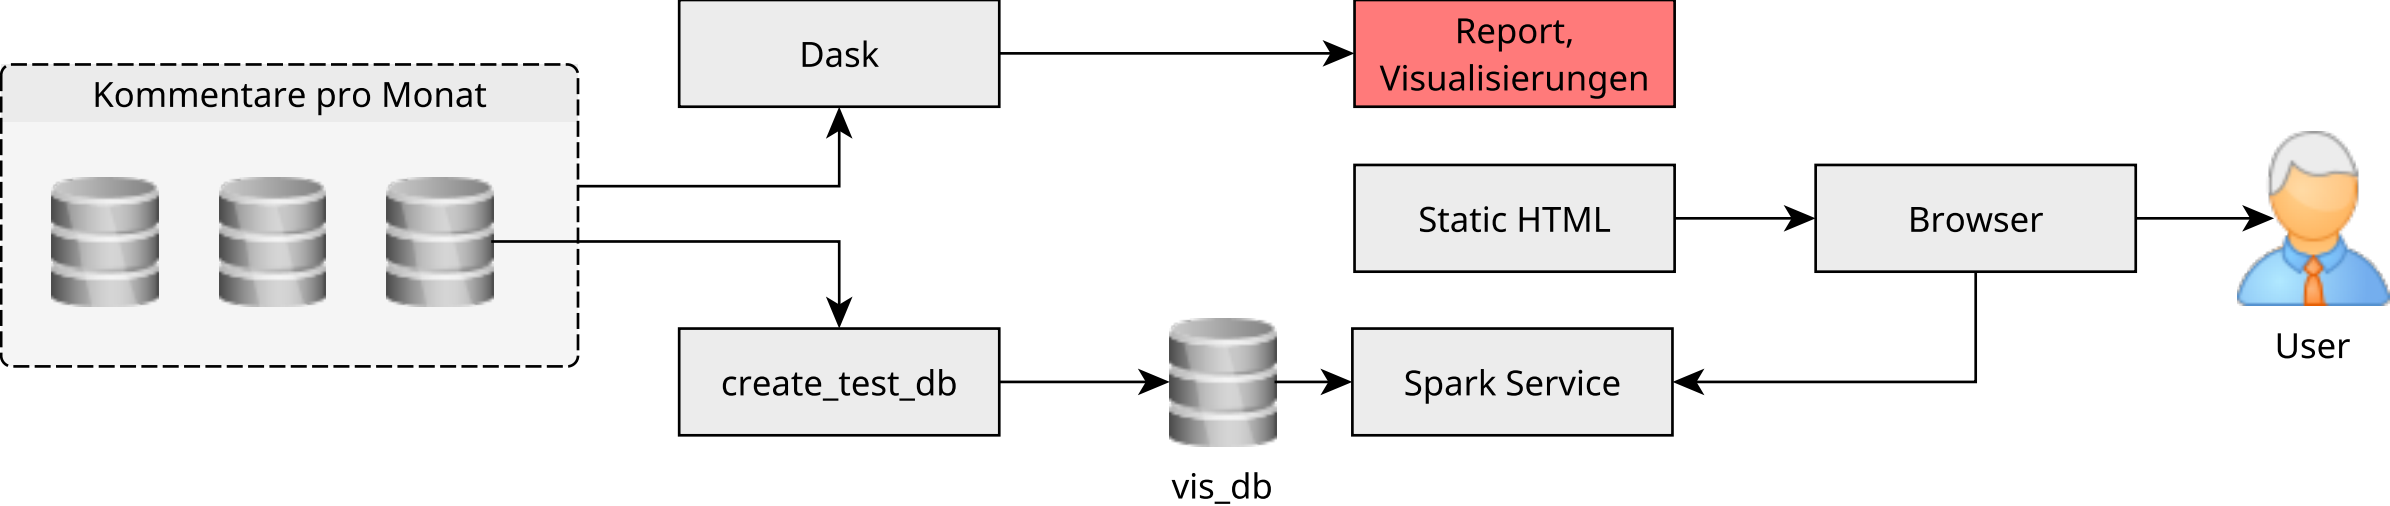 Kommentare pro Monat
Dask
Report,
Visualisierungen
Static HTML
Browser
User
create_test_db
vis_db
Spark Service